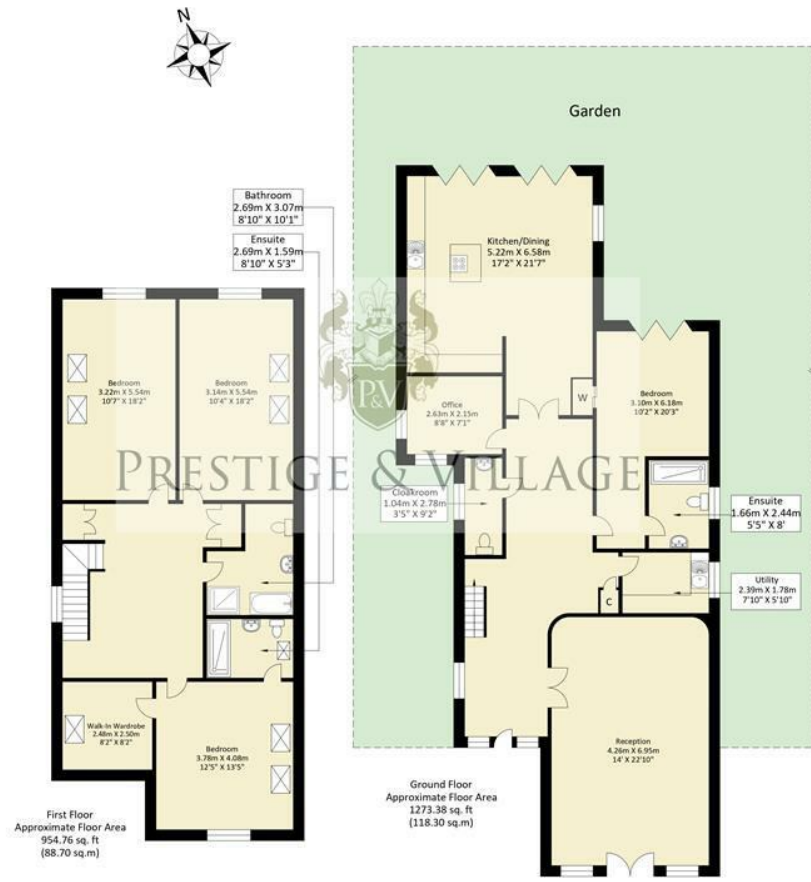 N
Garden
Bathroom
2.69m X 3.07m
8'10" X 10'1"
Ensuite
2.69m X 1.59m
8'10" X 5'3"
Kitchen/Dining
5.22m X 6.58m
17'2" X 21'7"
Bedroom
3.22m X 5.54m
10'7" X 18'2"
Bedroom
3.14m X 5.54m
10'4" X 18'2"
P&V
Office
2.63m X 2.15m
8'8" X 7'1"
W
Bedroom
3.10m X 6.18m
10'2" X 20'3"
PRESTIGE & VILLAGE
Cloakroom
1.04m X 2.78m
3'5" X 9'2"
Ensuite
1.66m X 2.44m
5'5" X 8'
Utility
2.39m X 1.78m
7'10" X 5'10"
C
Walk-In Wardrobe
2.48m X 2.50m
8'2" X 8'2"
Bedroom
3.78m X 4.08m
12'5" X 13'5"
Reception
4.26m X 6.95m
14' X 22'10"
First Floor
Approximate Floor Area
954.76 sq. ft
(88.70 sq.m)
Ground Floor
Approximate Floor Area
1273.38 sq. ft
(118.30 sq.m)